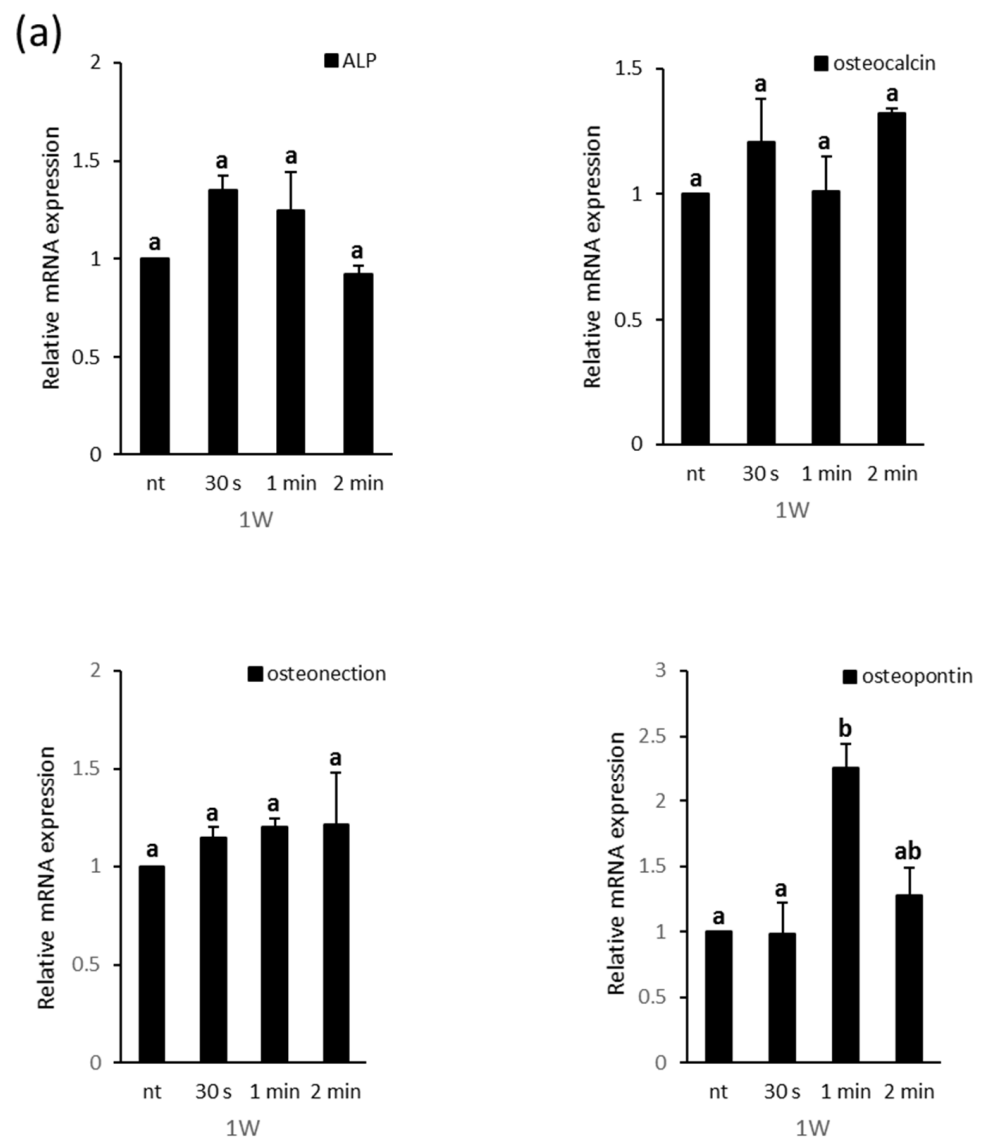 (a)
ALP
Relative mRNA expression
2
1.5
1
0.5
0
a
a
a
a
nt 30 s 1 min 2 min
1W
osteocalcin
Relative mRNA expression
1.5
1
0.5
0
a
a
a
a
nt 30 s 1 min 2 min
1W
osteonection
Relative mRNA expression
2
1.5
1
0.5
0
a
a
a
a
nt 30 s 1 min 2 min
1W
osteopontin
Relative mRNA expression
3
2.5
2
1.5
1
0.5
0
a
a
b
ab
nt 30 s 1 min 2 min
1W